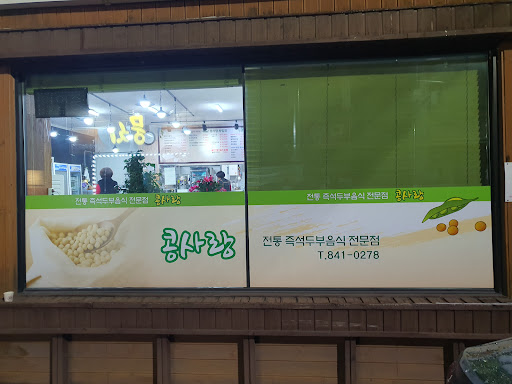 전통 즉석두부음식 전문점 콩사랑
전통 즉석두부음식 전문점 콩사랑
콩사랑
전통 즉석두부음식 전문점
T.841-0278